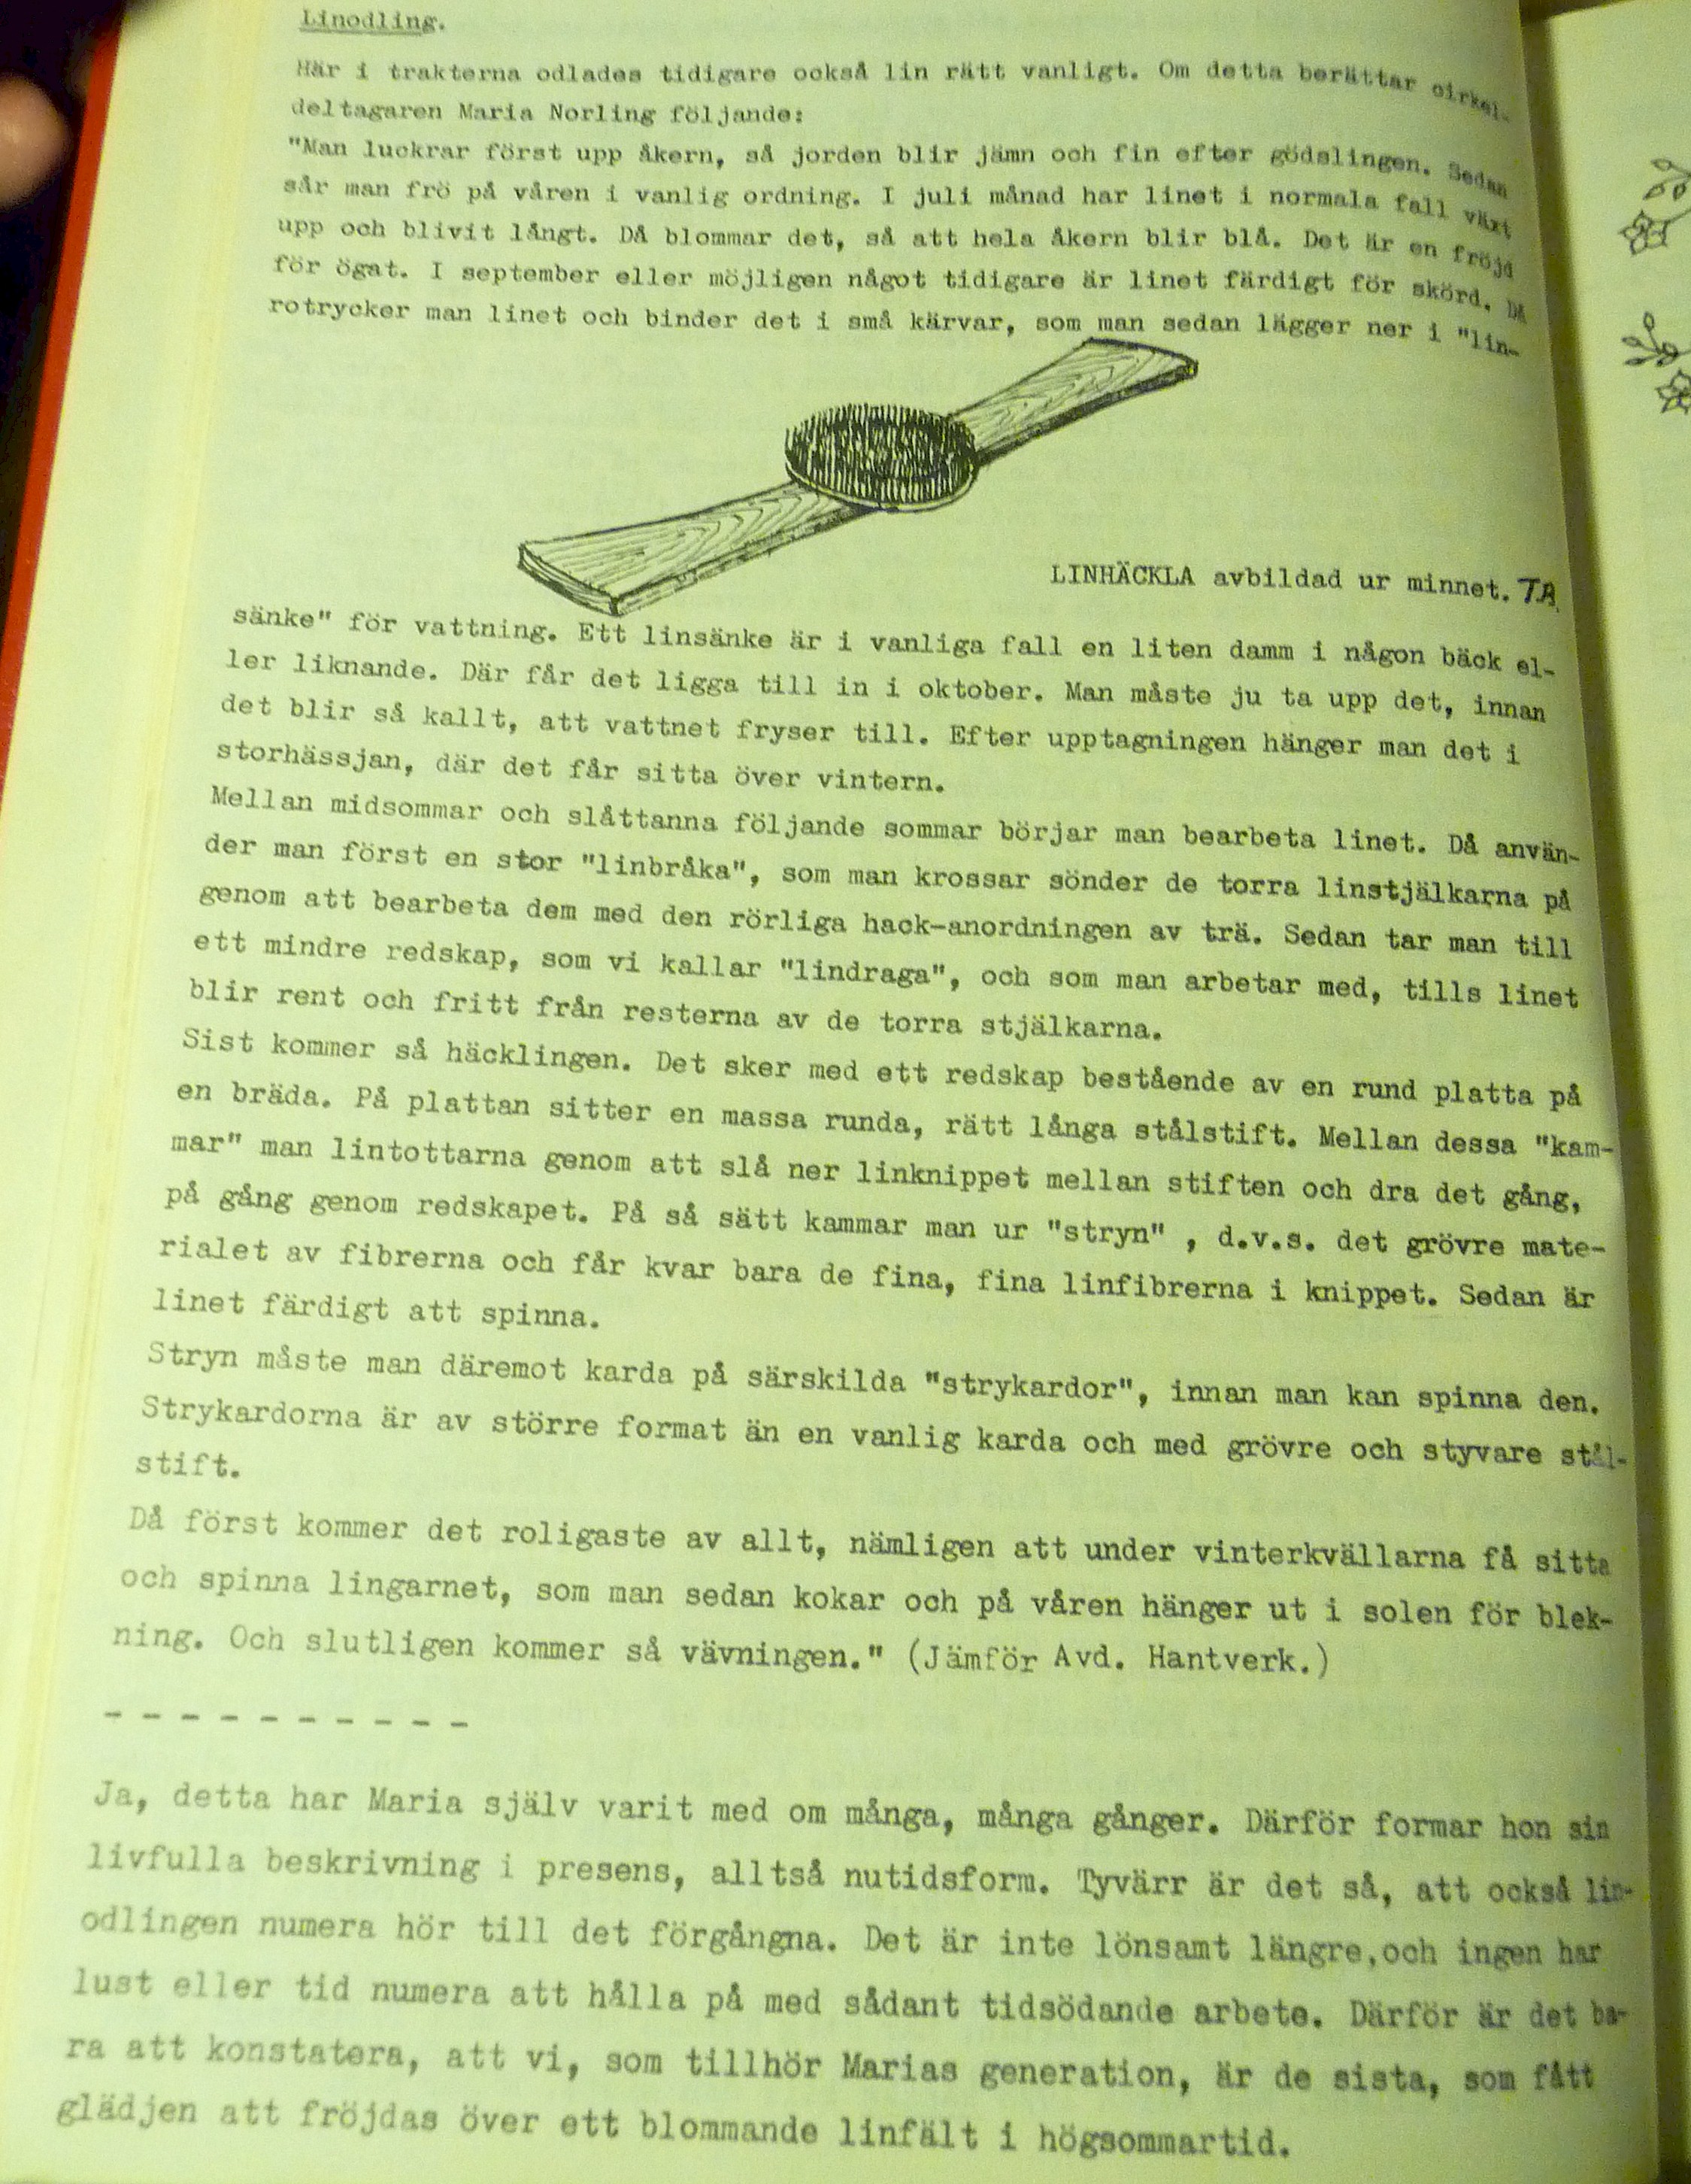 Linodling.
Här i trakterna odlades tidigare också lin rätt vanligt. Om detta berättar cirkel-
deltagaren Maria Norling följande:
"Man luckrar först upp åkern, så jorden blir jämn och fin efter gödslingen. Sedan
sår man frö på våren i vanlig ordning. I juli månad har linet i normala fall växt
upp och blivit långt. Då blommar det, så att hela åkern blir blå. Det är en fröjd
för ögat. I september eller möjligen något tidigare är linet färdigt för skörd. Då
rotrycker man linet och binder det i små kärvar, som man sedan lägger ner i "lin-
LINHÄCKLA avbildad ur minnet. TA
sänke" för vattning. Ett linsänke är i vanliga fall en liten damm i någon bäck el-
ler liknande. Där får det ligga till in i oktober. Man måste ju ta upp det, innan
det blir så kallt, att vattnet fryser till. Efter upptagningen hänger man det i
storhässjan, där det får sitta över vintern.
Mellan midsommar och slåttanna följande sommar börjar man bearbeta linet. Då använ-
der man först en stor "linbråka", som man krossar sönder de torra linstjälkarna på
genom att bearbeta dem med den rörliga hack-anordningen av trä. Sedan tar man till
ett mindre redskap, som vi kallar "lindraga", och som man arbetar med, tills linet
blir rent och fritt från resterna av de torra stjälkarna.
Sist kommer så häcklingen. Det sker med ett redskap bestående av en rund platta på
en bräda. På plattan sitter en massa runda, rätt långa stålstift. Mellan dessa "kam-
mar" man lintottarna genom att slå ner linknippet mellan stiften och dra det gång,
på gång genom redskapet. På så sätt kammar man ur "stryn" , d.v.s. det grövre mate-
rialet av fibrerna och får kvar bara de fina, fina linfibrerna i knippet. Sedan är
linet färdigt att spinna.
Stryn måste man däremot karda på särskilda "strykardor", innan man kan spinna den.
Strykardorna är av större format än en vanlig karda och med grövre och styvare stål-
stift.
Då först kommer det roligaste av allt, nämligen att under vinterkvällarna få sitta
och spinna lingarnet, som man sedan kokar och på våren hänger ut i solen för blek-
ning. Och slutligen kommer så vävningen." (Jämför Avd. Hantverk.)
- - - - - - - - - -
Ja, detta har Maria själv varit med om många, många gånger. Därför formar hon sin
livfulla beskrivning i presens, alltså nutidsform. Tyvärr är det så, att också lin-
odlingen numera hör till det förgångna. Det är inte lönsamt längre,och ingen har
lust eller tid numera att hålla på med sådant tidsödande arbete. Därför är det ba-
ra att konstatera, att vi, som tillhör Marias generation, är de sista, som fått
glädjen att fröjdas över ett blommande linfält i högsommartid.